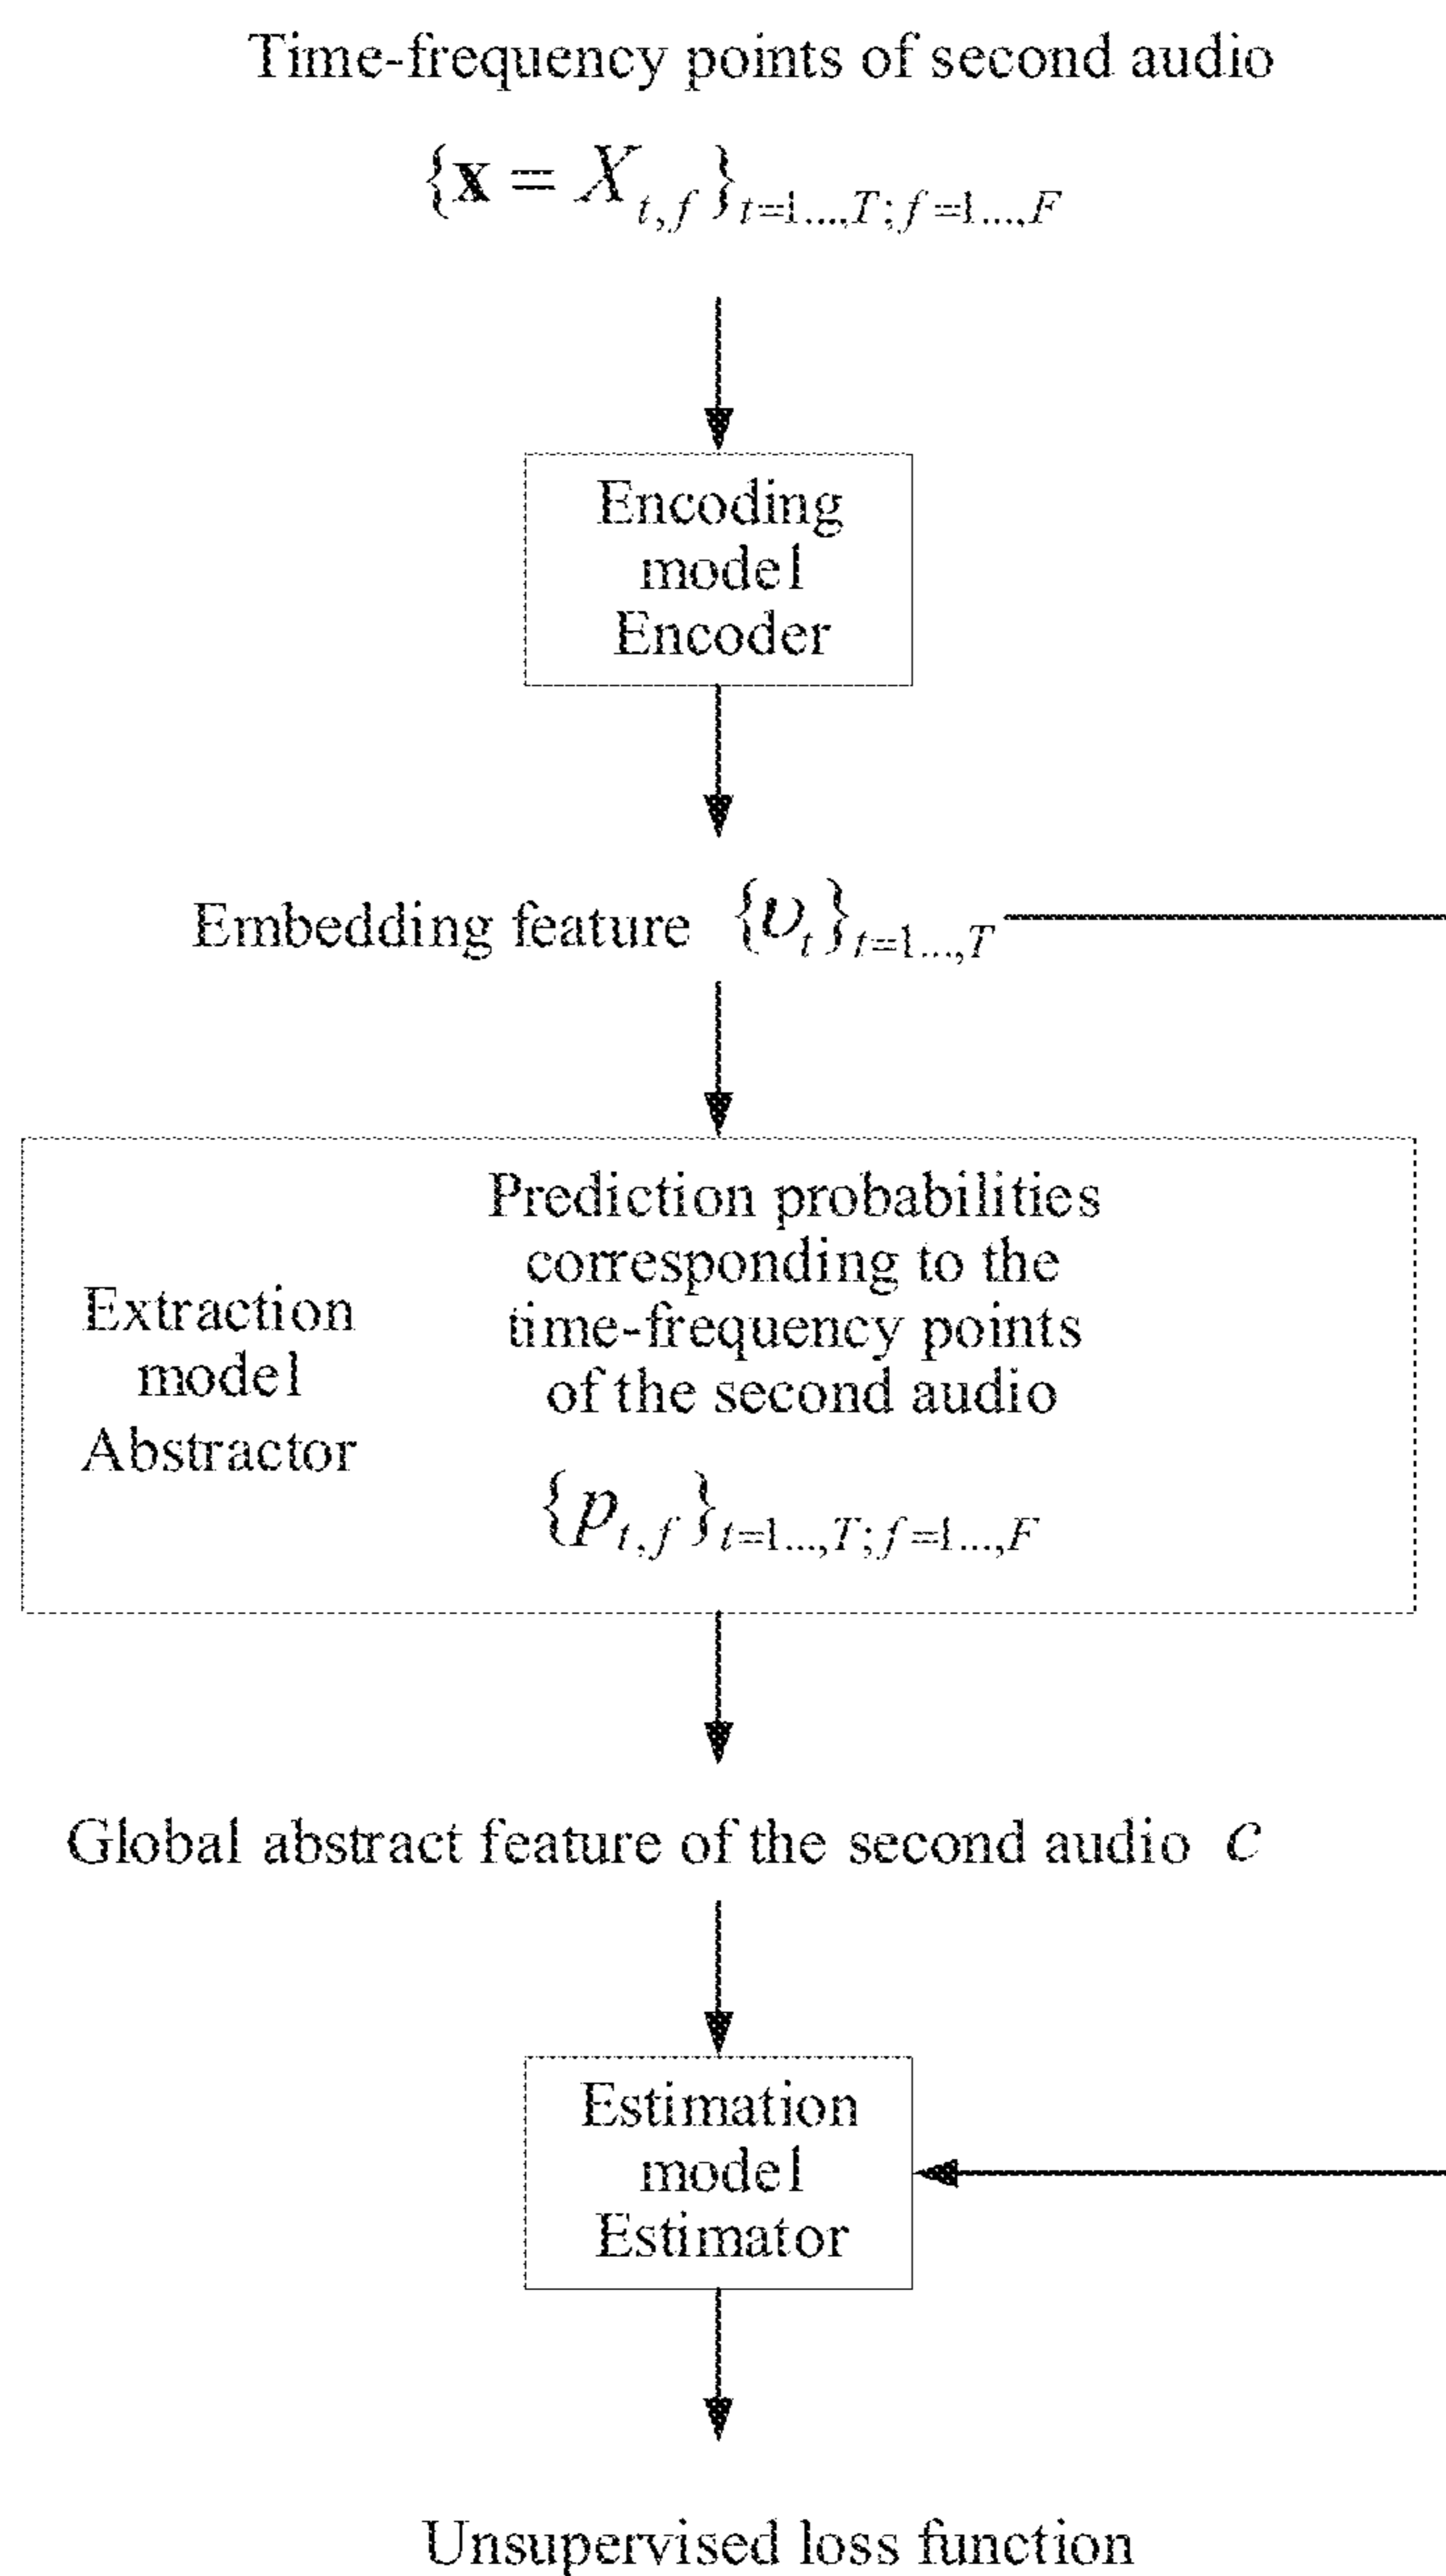 Time-frequency points of second audio
{x = X_{t,f}}_{t=1...,T; f=1...,F}
Encoding
model
Encoder
Embedding feature {υ_t}_{t=1...,T}
Prediction probabilities
corresponding to the
time-frequency points
of the second audio
{p_{t,f}}_{t=1...,T; f=1...,F}
Extraction
model
Abstractor
Global abstract feature of the second audio c
Estimation
model
Estimator
Unsupervised loss function